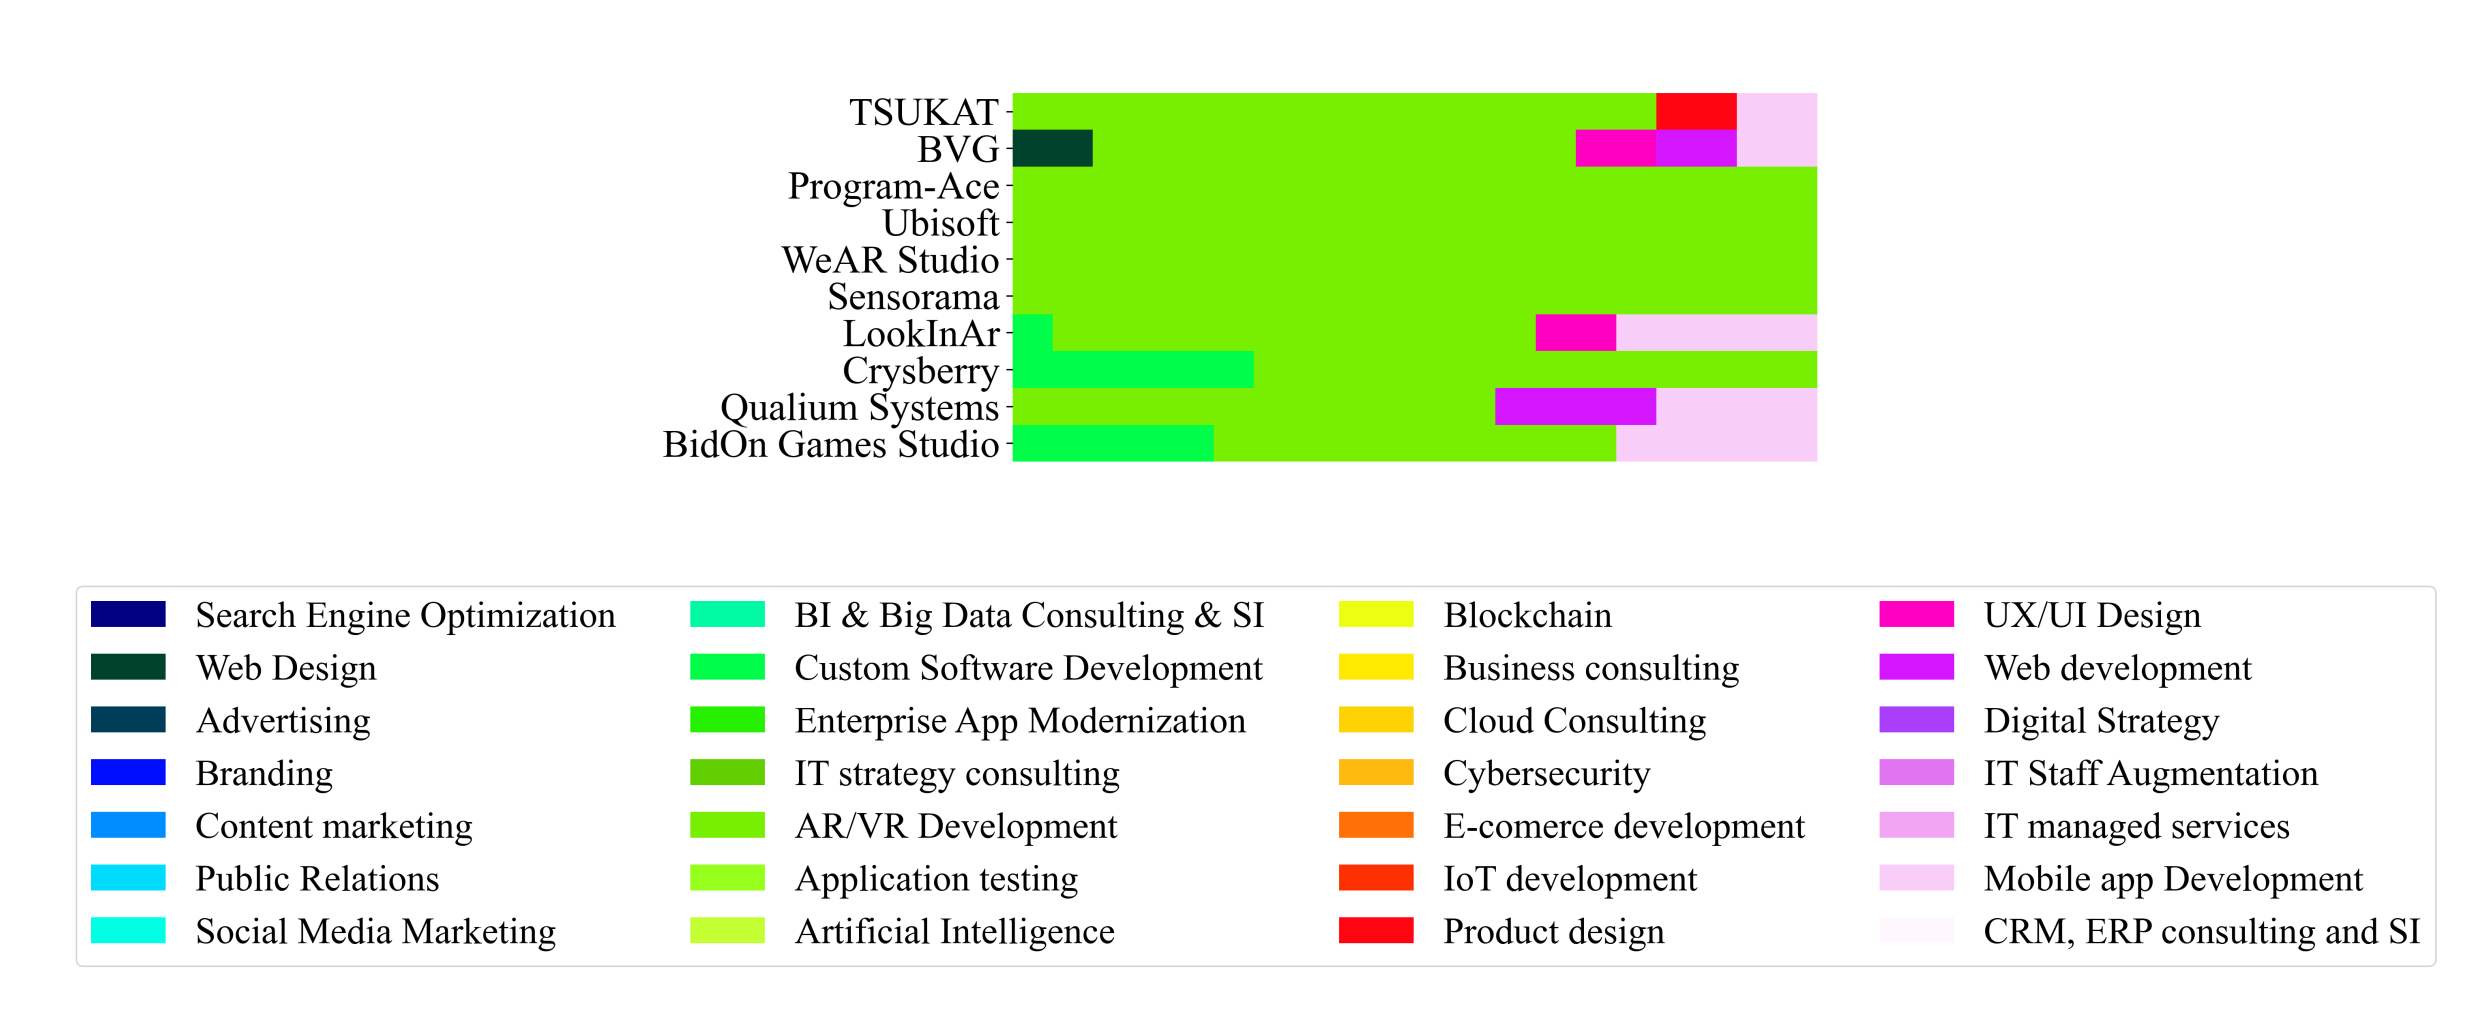 TSUKAT
BVG
Program-Ace
Ubisoft
WeAR Studio
Sensorama
LookInAr
Crysberry
Qualium Systems
BidOn Games Studio
Search Engine Optimization
Web Design
Advertising
Branding
Content marketing
Public Relations
Social Media Marketing
BI & Big Data Consulting & SI
Custom Software Development
Enterprise App Modernization
IT strategy consulting
AR/VR Development
Application testing
Artificial Intelligence
Blockchain
Business consulting
Cloud Consulting
Cybersecurity
E-comerce development
IoT development
Product design
UX/UI Design
Web development
Digital Strategy
IT Staff Augmentation
IT managed services
Mobile app Development
CRM, ERP consulting and SI